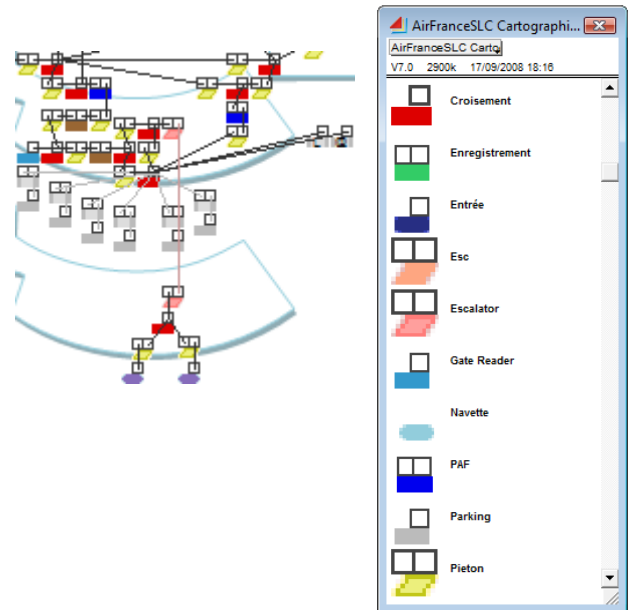 AirFranceSLC Cartographi...
AirFranceSLC Carto
V7.0 2900k 17/09/2008 18:16
Croisement
Enregistrement
Entrée
Esc
Escalator
Gate Reader
Navette
PAF
Parking
Pieton